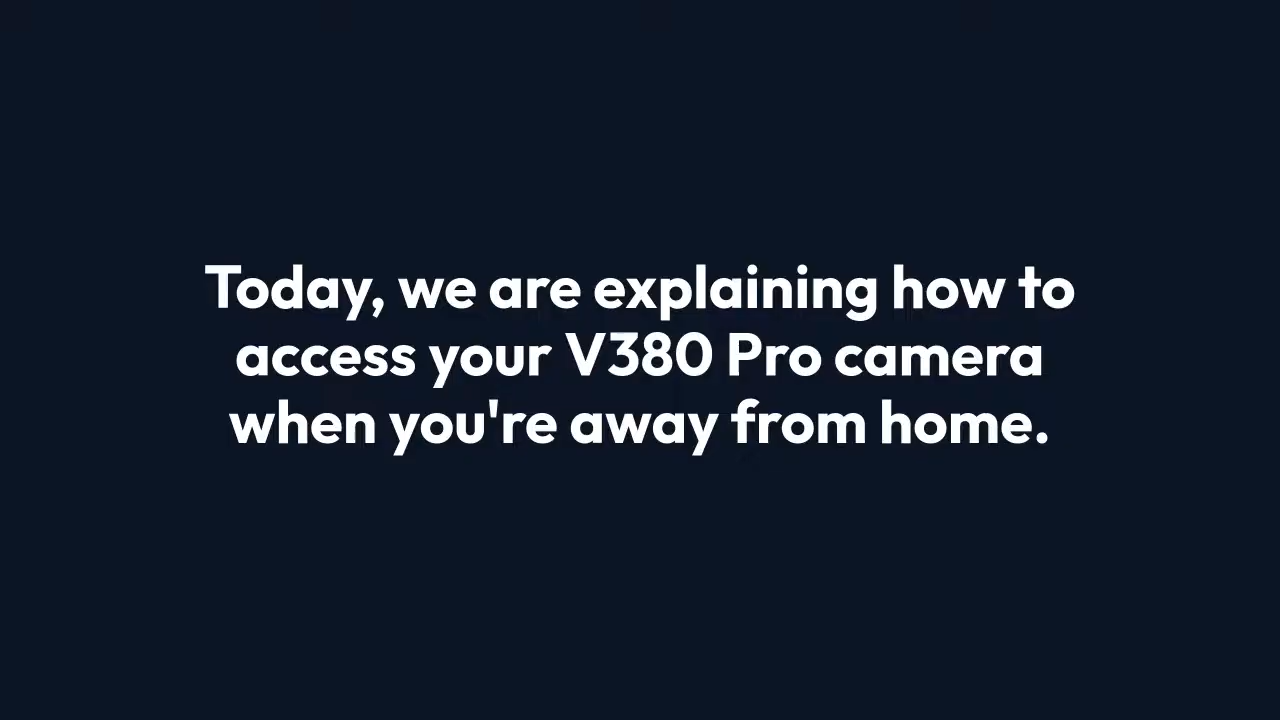 Today, we are explaining how to
access your V380 Pro camera
when you're away from home.